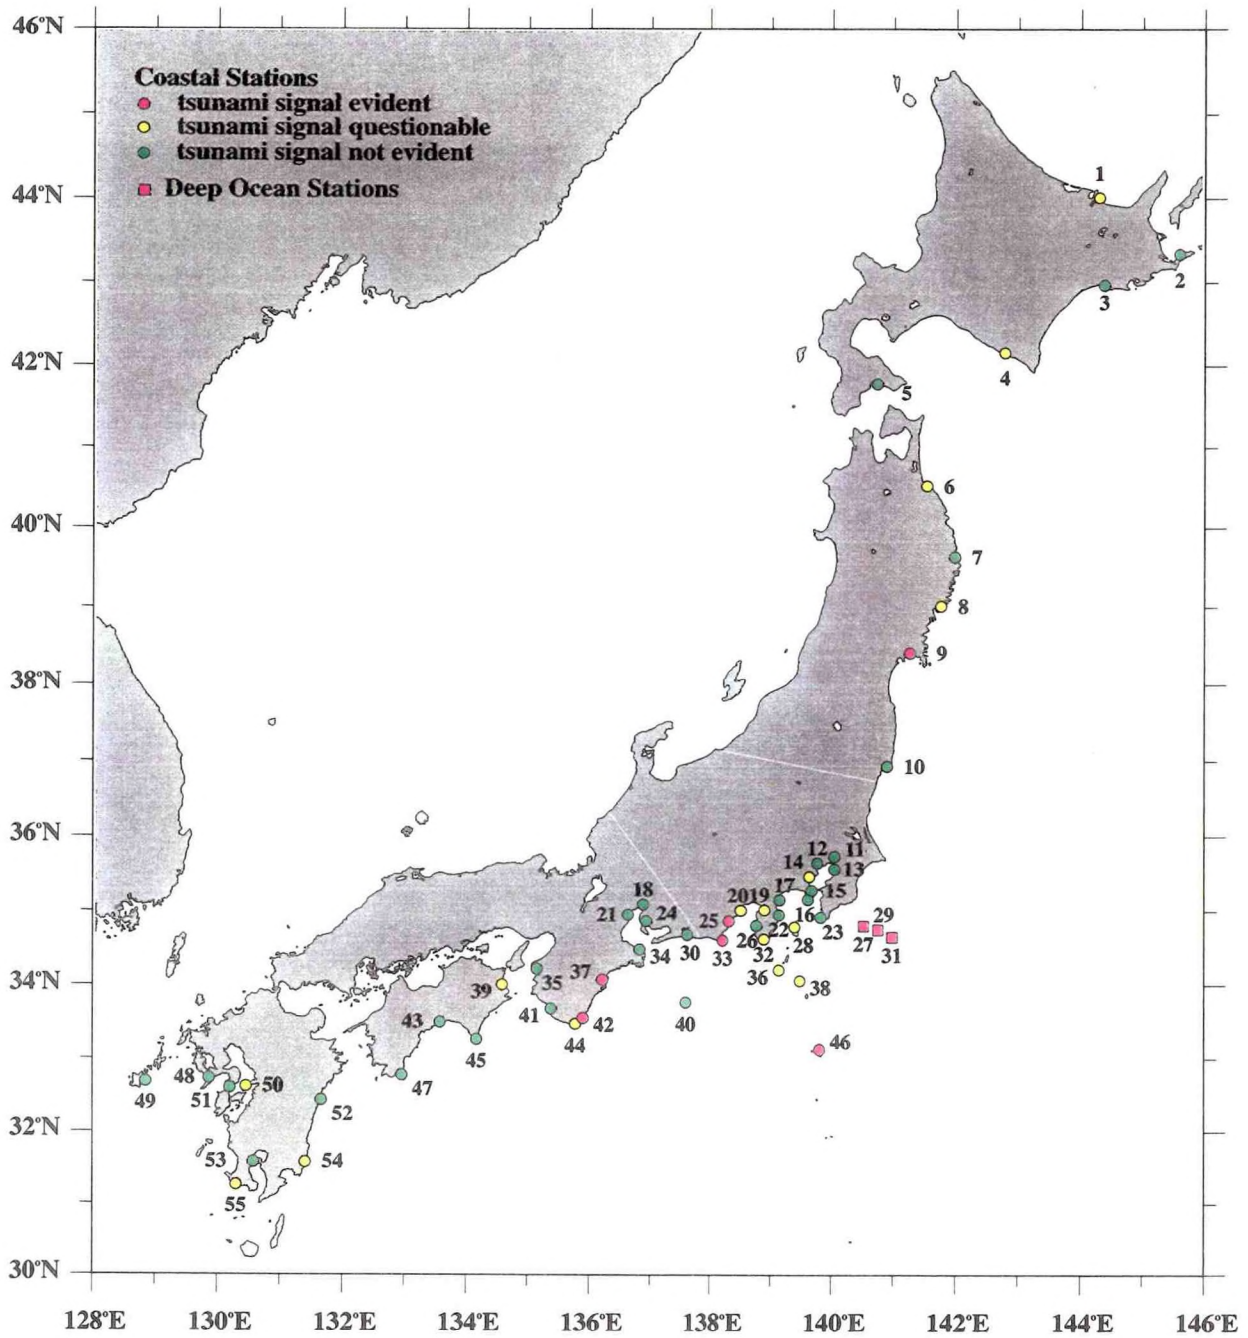 46°N
Coastal Stations
tsunami signal evident
tsunami signal questionable
tsunami signal not evident
Deep Ocean Stations
44°N
1
2
3
42°N
4
5
6
40°N
7
8
9
38°N
10
36°N
12 11
14 13
17 15
18 20 19
21 24 25 16
26 22 23 29
34 30 33 32 28 27 31
34°N
37 36
35 38
39
41 42 40
43 44
45 46
48 50 47
49 51
52
32°N
53 54
55
30°N
128°E 130°E 132°E 134°E 136°E 138°E 140°E 142°E 144°E 146°E